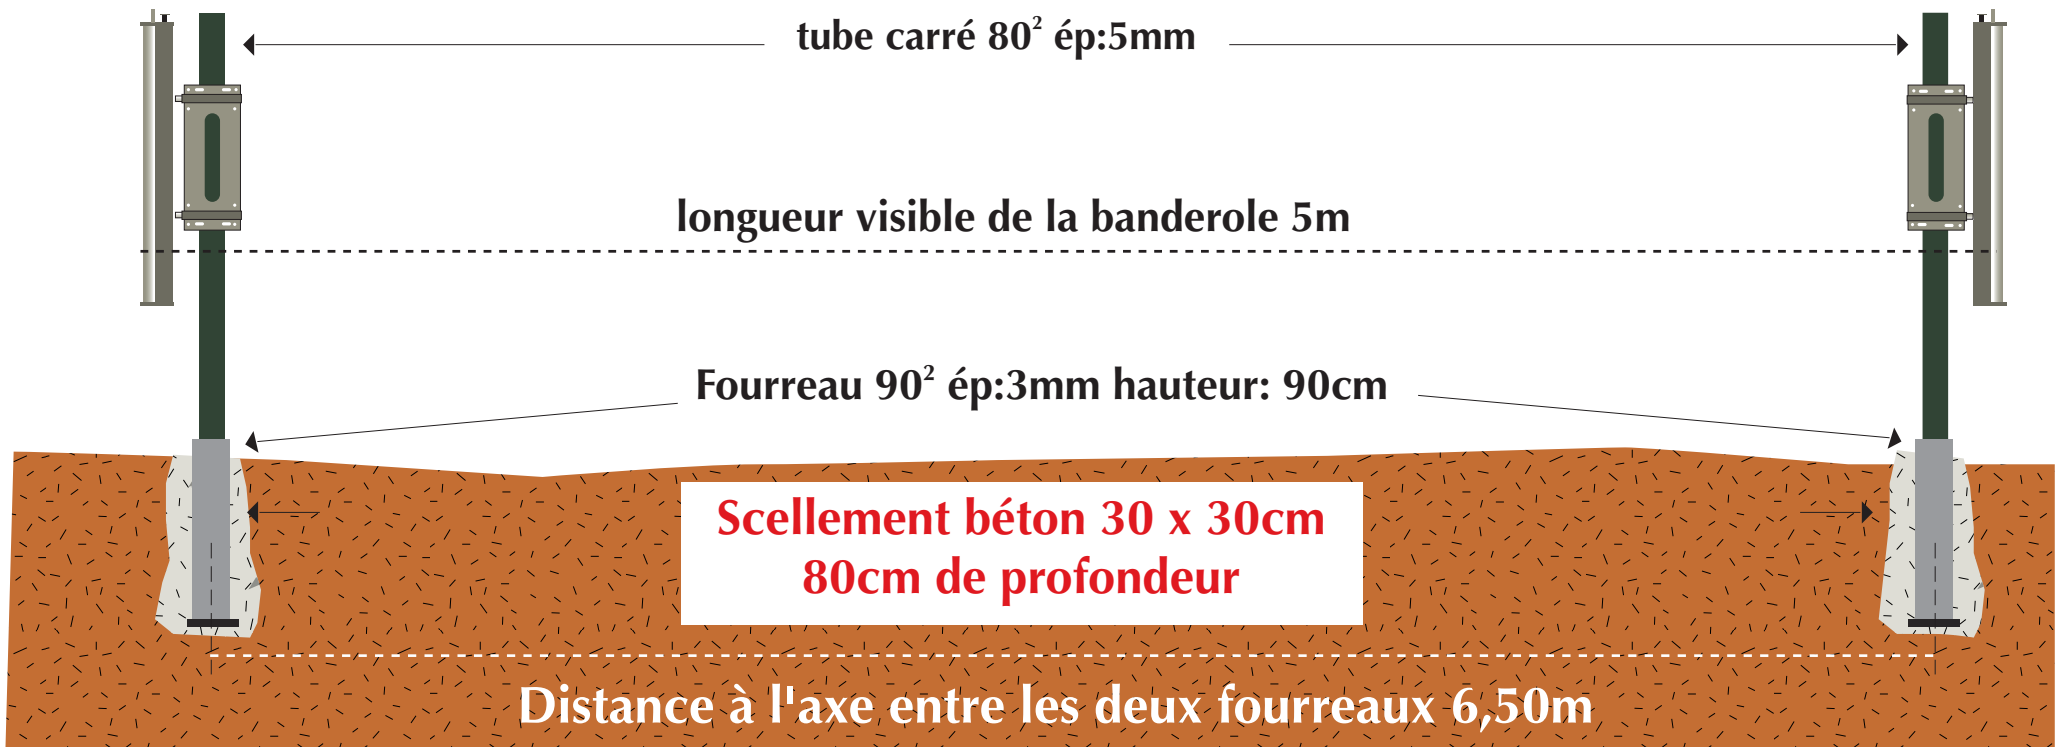 tube carré 80² ép:5mm
longueur visible de la banderole 5m
Fourreau 90² ép:3mm hauteur: 90cm
Scellement béton 30 x 30cm
80cm de profondeur
Distance à l'axe entre les deux fourreaux 6,50m